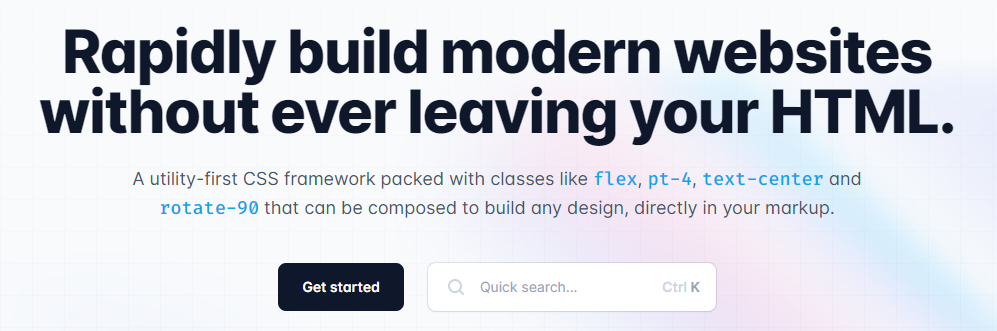 Rapidly build modern websites
without ever leaving your HTML.
A utility-first CSS framework packed with classes like flex, pt-4, text-center and
rotate-90 that can be composed to build any design, directly in your markup.
Get started Quick search... Ctrl K